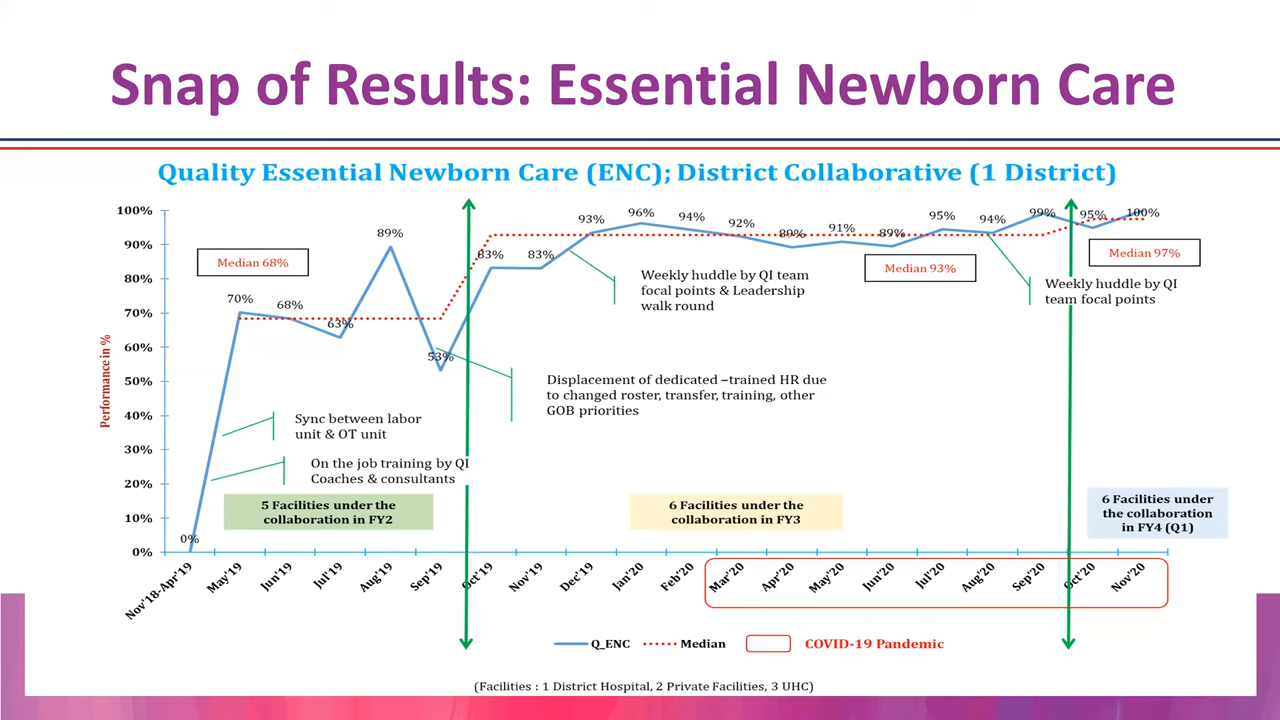 Snap of Results: Essential Newborn Care
Quality Essential Newborn Care (ENC); District Collaborative (1 District)
Performance in %
100%
90%
80%
70%
60%
50%
40%
30%
20%
10%
0%
Median 68%
Median 93%
Median 97%
0%
70%
68%
63%
89%
53%
83%
83%
93%
96%
94%
92%
89%
91%
89%
95%
94%
99%
95%
100%
Weekly huddle by QI team
focal points & Leadership
walk round
Weekly huddle by QI
team focal points
Displacement of dedicated –trained HR due
to changed roster, transfer, training, other
GOB priorities
Sync between labor
unit & OT unit
On the job training by QI
Coaches & consultants
5 Facilities under the
collaboration in FY2
6 Facilities under the
collaboration in FY3
6 Facilities under
the collaboration
in FY4 (Q1)
Nov'18-Apr'19
May'19
Jun'19
Jul'19
Aug'19
Sep'19
Oct'19
Nov'19
Dec'19
Jan'20
Feb'20
Mar'20
Apr'20
May'20
Jun'20
Jul'20
Aug'20
Sep'20
Oct'20
Nov'20
Q_ENC
Median
COVID-19 Pandemic
(Facilities : 1 District Hospital, 2 Private Facilities, 3 UHC)